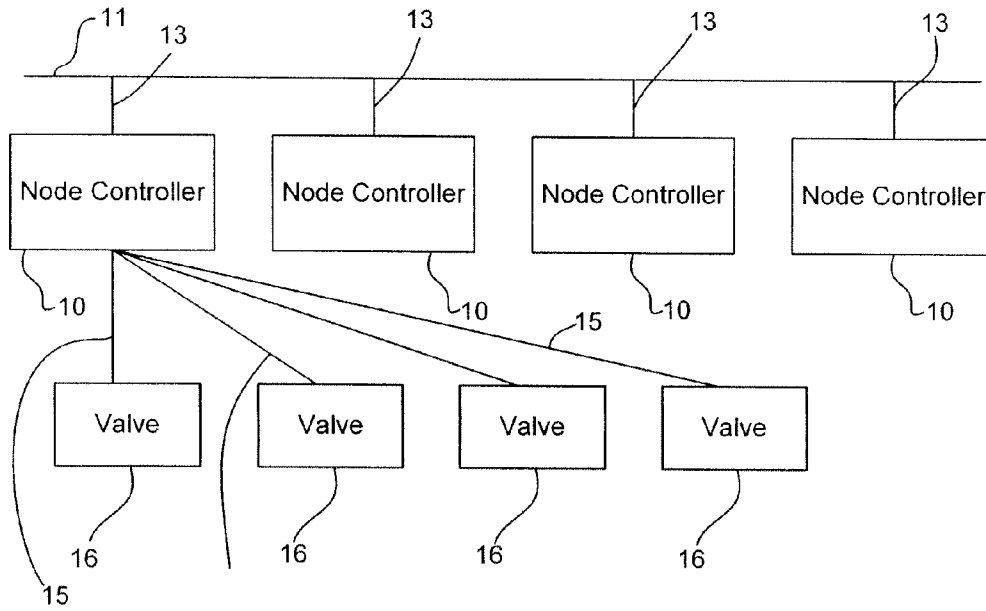 11
13
13
13
13
Node Controller
Node Controller
Node Controller
Node Controller
10
10
10
10
15
Valve
Valve
Valve
Valve
16
16
16
16
15